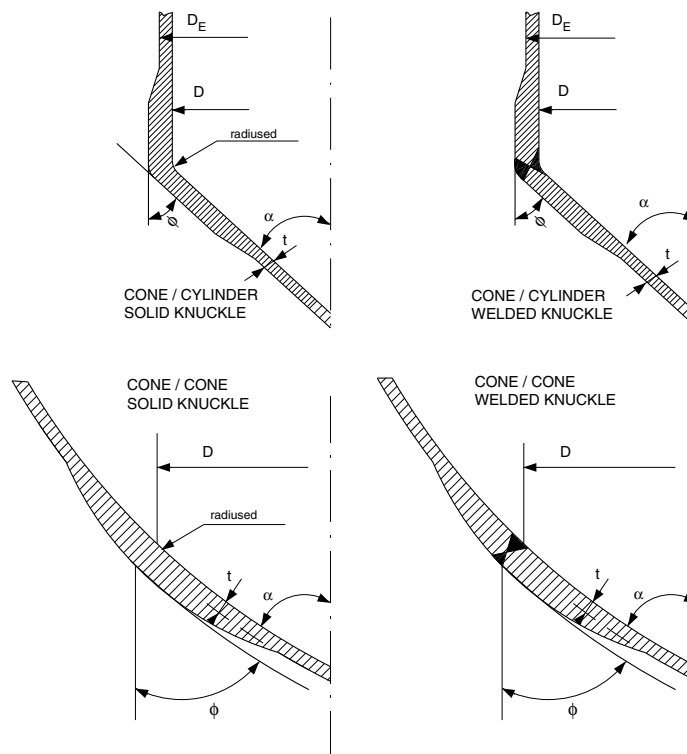 D_E
D
radiused
α
t
ϕ
CONE / CYLINDER
SOLID KNUCKLE
D_E
D
α
t
ϕ
CONE / CYLINDER
WELDED KNUCKLE
CONE / CONE
SOLID KNUCKLE
D
radiused
t
α
ϕ
CONE / CONE
WELDED KNUCKLE
D
t
α
ϕ